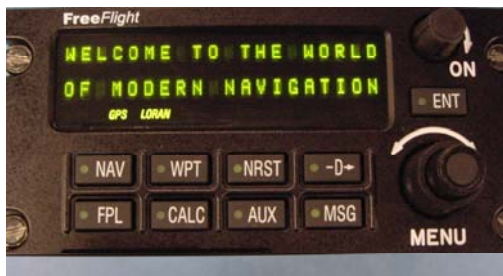 FreeFlight
WELCOME TO THE WORLD
OF MODERN NAVIGATION
GPS LORAN
ON
ENT
NAV WPT NRST -D→
FPL CALC AUX MSG
MENU